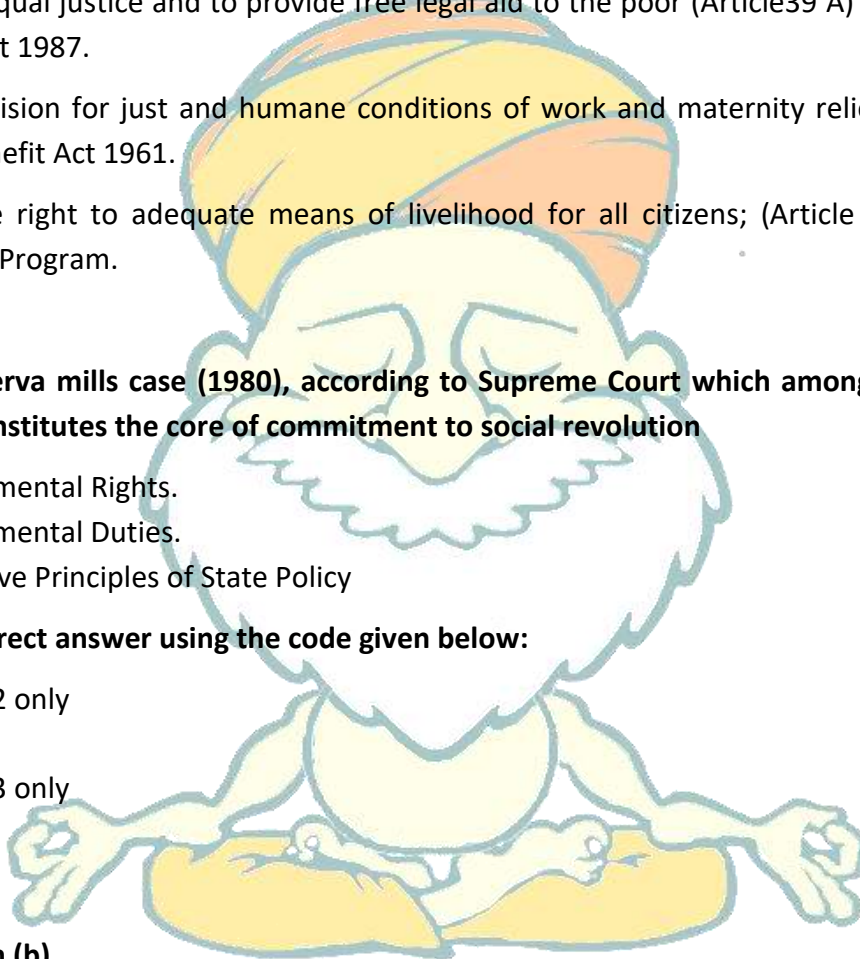 qual justice and to provide free legal aid to the poor (Article39 A)
t 1987.
ision for just and humane conditions of work and maternity relie
nefit Act 1961.
e right to adequate means of livelihood for all citizens; (Article
Program.
erva mills case (1980), according to Supreme Court which among
nstitutes the core of commitment to social revolution
mental Rights.
mental Duties.
ve Principles of State Policy
rrect answer using the code given below:
2 only
3 only
n (b)